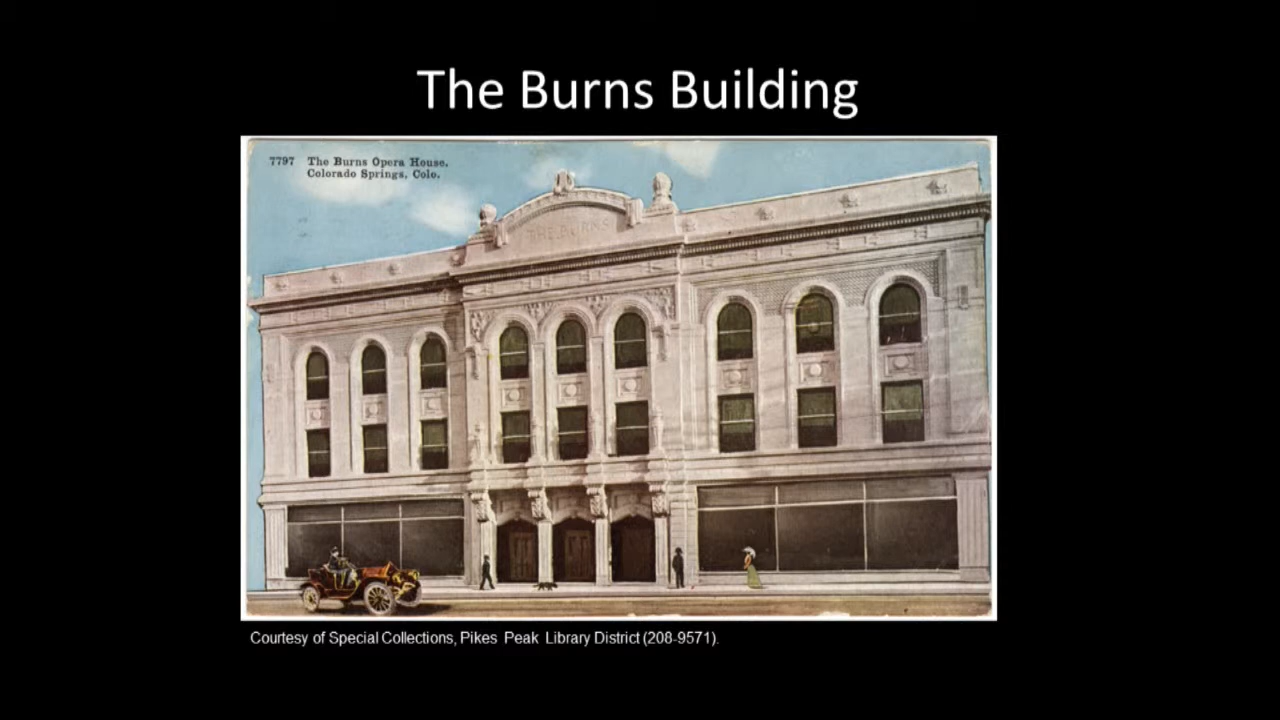 The Burns Building
7797 The Burns Opera House.
Colorado Springs, Colo.
THE BURNS
Courtesy of Special Collections, Pikes Peak Library District (208-9571).